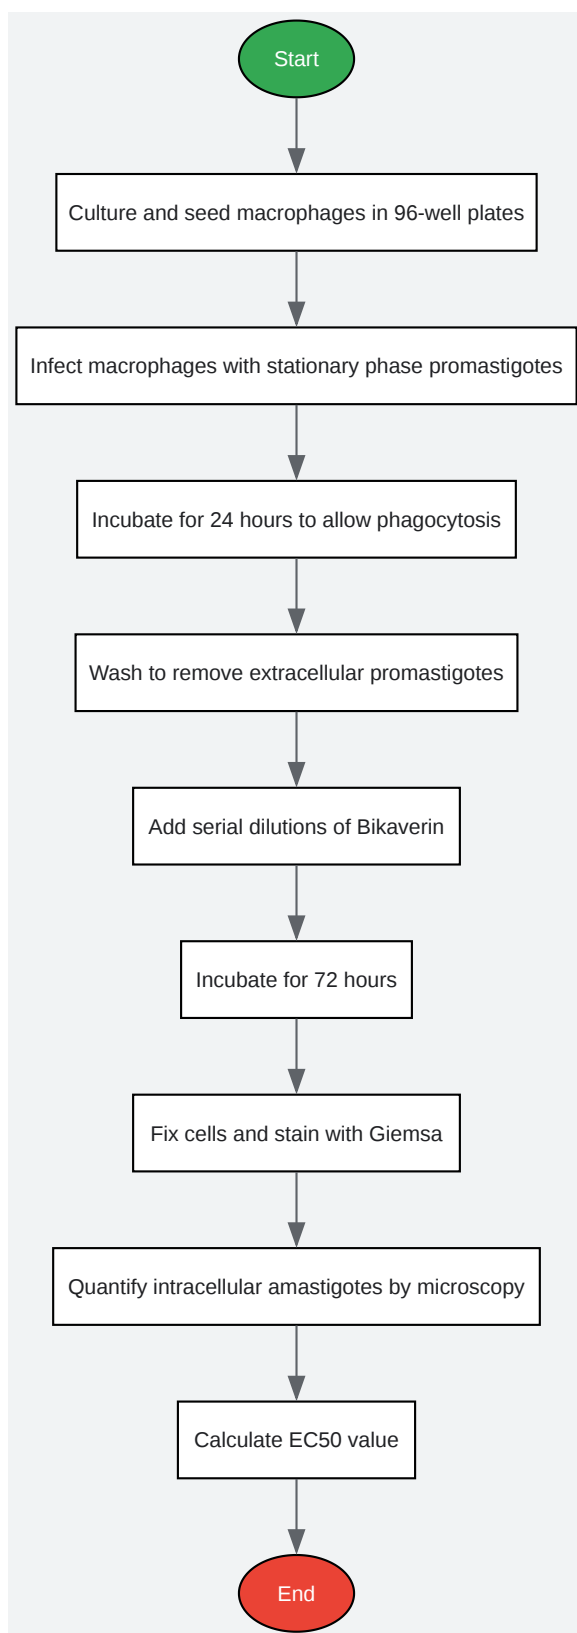 Start
Culture and seed macrophages in 96-well plates
Infect macrophages with stationary phase promastigotes
Incubate for 24 hours to allow phagocytosis
Wash to remove extracellular promastigotes
Add serial dilutions of Bikaverin
Incubate for 72 hours
Fix cells and stain with Giemsa
Quantify intracellular amastigotes by microscopy
Calculate EC50 value
End